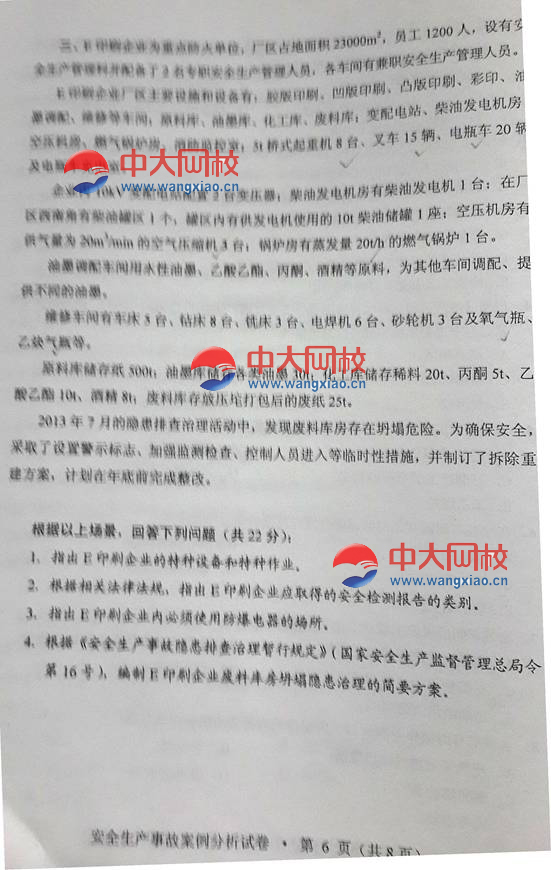 三、E印刷企业为重点防火单位，厂区占地面积23000m²，员工1200人，设有安
全生产管理科并配备了2名专职安全生产管理人员，各车间有兼职安全生产管理人员。
E印刷企业厂区主要设施和设备有：胶版印刷、凹版印刷、凸版印刷、彩印、油
墨调配、维修等车间；原料库、油墨库、化工库、废料库；变配电站、柴油发电机房、
空压机房、燃气锅炉房、消防监控室；5t桥式起重机8台、叉车15辆、电瓶车20辆
及电
中大网校
www.wangxiao.cn
企业 10kV变配电站配置2台变压器；柴油发电机房有柴油发电机1台；在厂
区西南角有柴油罐区1个，罐区内有供发电机使用的10t柴油储罐1座；空压机房有
供气量为20m³/min的空气压缩机3台；锅炉房有蒸发量20t/h的燃气锅炉1台。
油墨调配车间用水性油墨、乙酸乙酯、丙酮、酒精等原料，为其他车间调配、提
供不同的油墨。
维修车间有车床5台、钻床8台、铣床3台、电焊机6台、砂轮机3台及氧气瓶、
乙炔气瓶等。
中大网校
www.wangxiao.cn
原料库储存纸500t；油墨库储存各类油墨30t；化工库储存稀料20t、丙酮5t、乙
酸乙酯10t、酒精8t；废料库存放压垞打包后的废纸25t。
2013年7月的隐患排查治理活动中，发现废料库房存在坍塌危险。为确保安全，
采取了设置警示标志、加强监测检查、控制人员进入等临时性措施，并制订了拆除重
建方案，计划在年底前完成整改。
根据以上场景，回答下列问题（共22分）：
1. 指出E印刷企业的特种设备和特种作业。
中大网校
www.wangxiao.cn
2. 根据相关法律法规，指出E印刷企业应取得的安全检测报告的类别。
3. 指出E印刷企业内必须使用防爆电器的场所。
4. 根据《安全生产事故隐患排查治理暂行规定》（国家安全生产监督管理总局令
第16号），编制E印刷企业废料库房坍塌隐患治理的简要方案。
安全生产事故案例分析试卷 · 第6页（共8页）